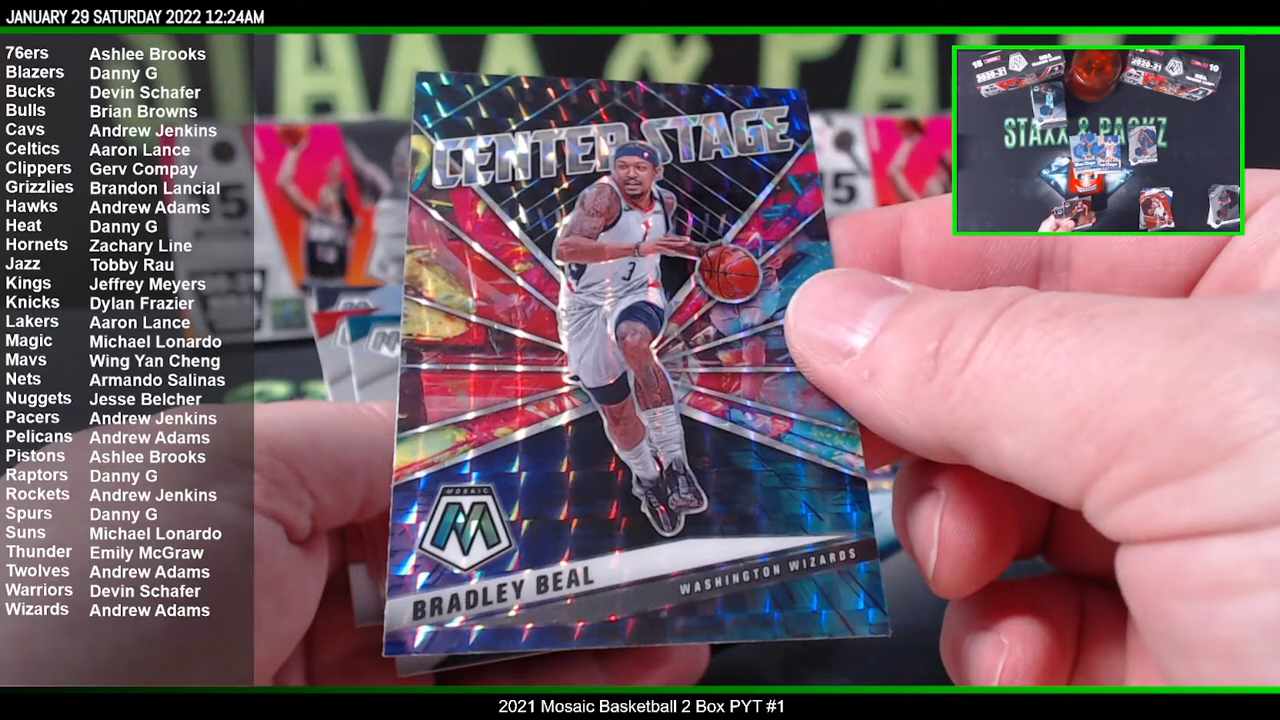 JANUARY 29 SATURDAY 2022 12:24AM
76ers Ashlee Brooks
Blazers Danny G
Bucks Devin Schafer
Bulls Brian Browns
Cavs Andrew Jenkins
Celtics Aaron Lance
Clippers Gerv Compay
Grizzlies Brandon Lancial
Hawks Andrew Adams
Heat Danny G
Hornets Zachary Line
Jazz Tobby Rau
Kings Jeffrey Meyers
Knicks Dylan Frazier
Lakers Aaron Lance
Magic Michael Lonardo
Mavs Wing Yan Cheng
Nets Armando Salinas
Nuggets Jesse Belcher
Pacers Andrew Jenkins
Pelicans Andrew Adams
Pistons Ashlee Brooks
Raptors Danny G
Rockets Andrew Jenkins
Spurs Danny G
Suns Michael Lonardo
Thunder Emily McGraw
Twolves Andrew Adams
Warriors Devin Schafer
Wizards Andrew Adams
CENTER STAGE
3
MOSAIC
M
BRADLEY BEAL
WASHINGTON WIZARDS
STAXX & PACKZ
2021 Mosaic Basketball 2 Box PYT #1